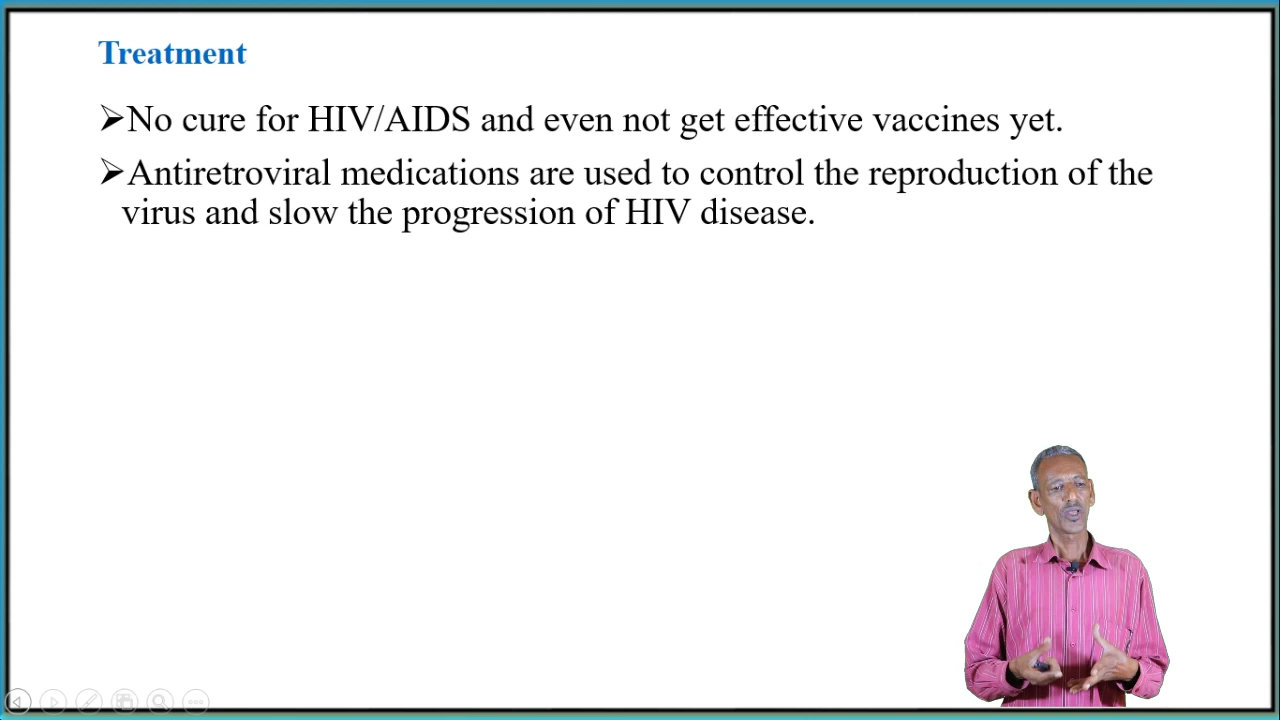 Treatment
➢No cure for HIV/AIDS and even not get effective vaccines yet.
➢Antiretroviral medications are used to control the reproduction of the
virus and slow the progression of HIV disease.